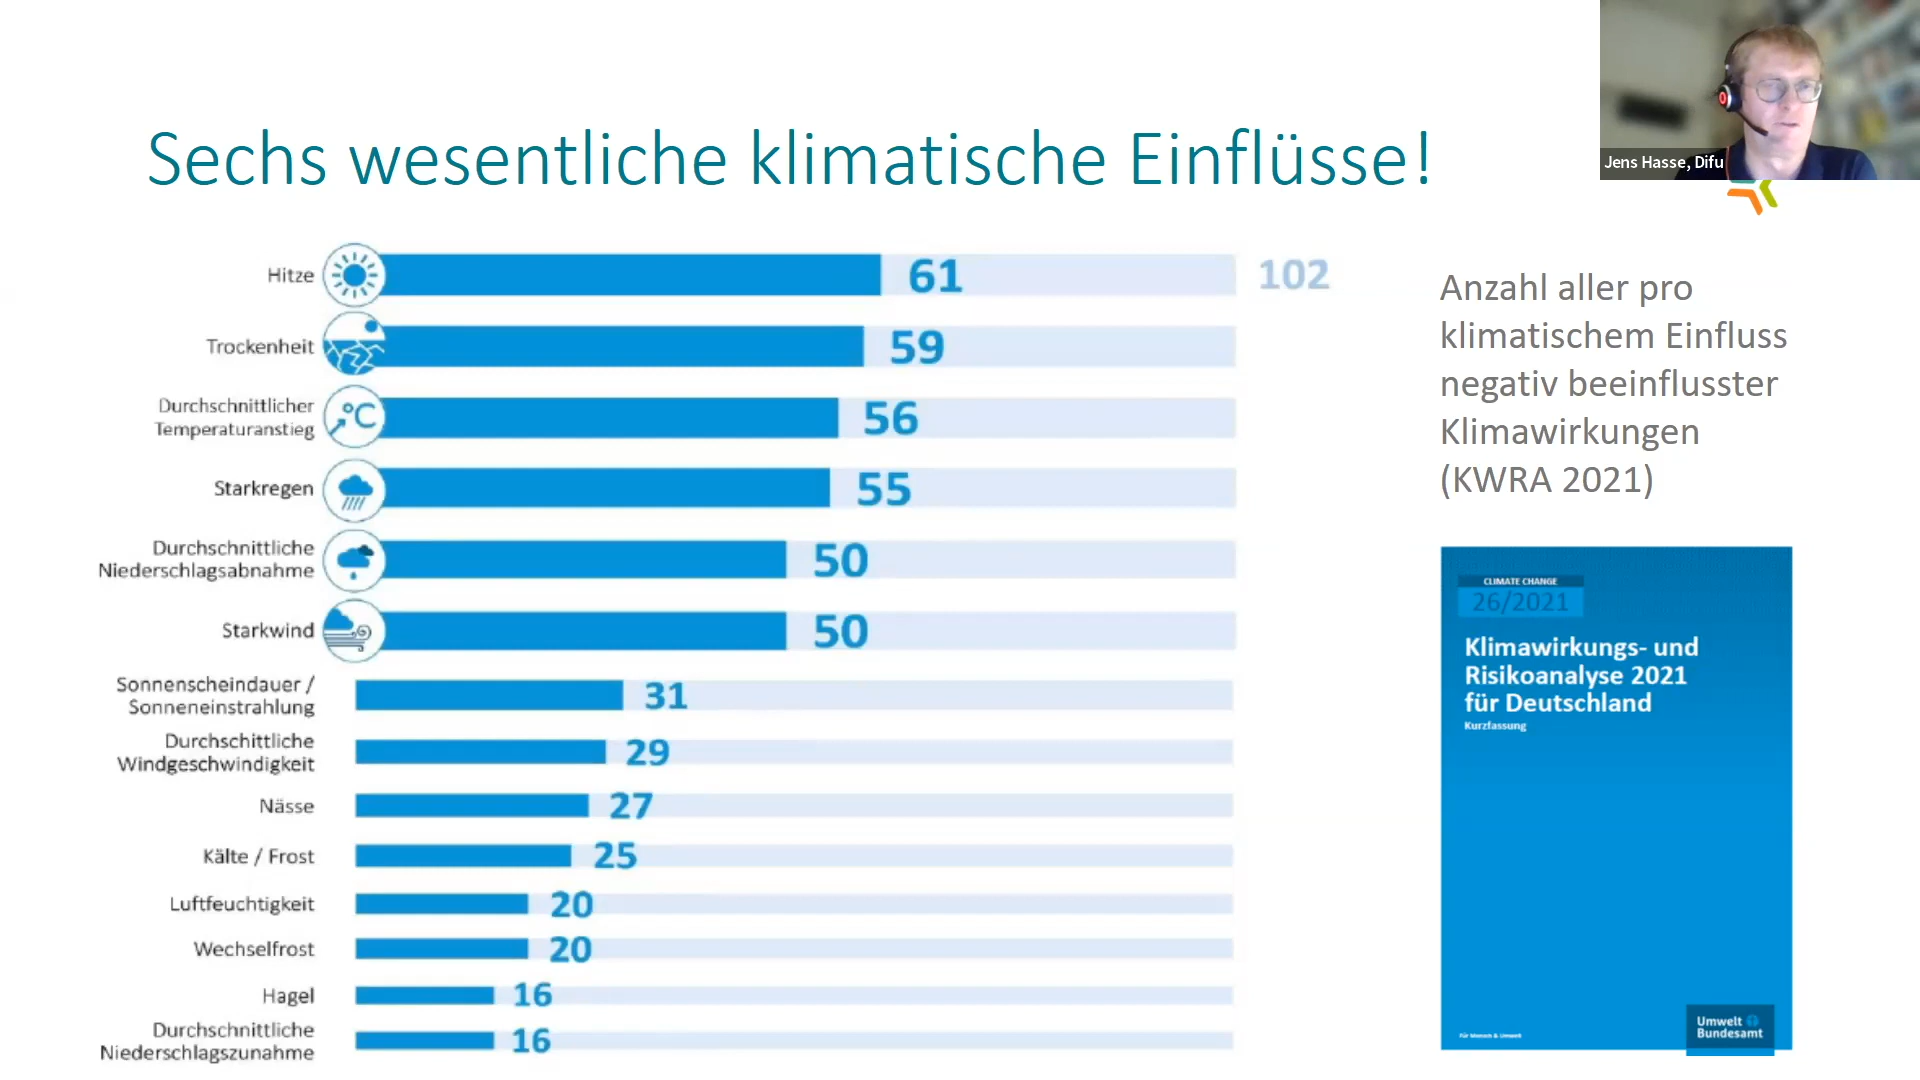 Jens Hasse, Difu
Sechs wesentliche klimatische Einflüsse!
Hitze
61
102
Trockenheit
59
Durchschnittlicher
Temperaturanstieg
°C
56
Starkregen
55
Durchschnittliche
Niederschlagsabnahme
50
Starkwind
50
Sonnenscheindauer /
Sonneneinstrahlung
31
Durchschittliche
Windgeschwindigkeit
29
Nässe
27
Kälte / Frost
25
Luftfeuchtigkeit
20
Wechselfrost
20
Hagel
16
Durchschnittliche
Niederschlagszunahme
16
Anzahl aller pro
klimatischem Einfluss
negativ beeinflusster
Klimawirkungen
(KWRA 2021)
CLIMATE CHANGE
26/2021
Klimawirkungs- und
Risikoanalyse 2021
für Deutschland
Kurzfassung
Für Mensch & Umwelt
Umwelt
Bundesamt